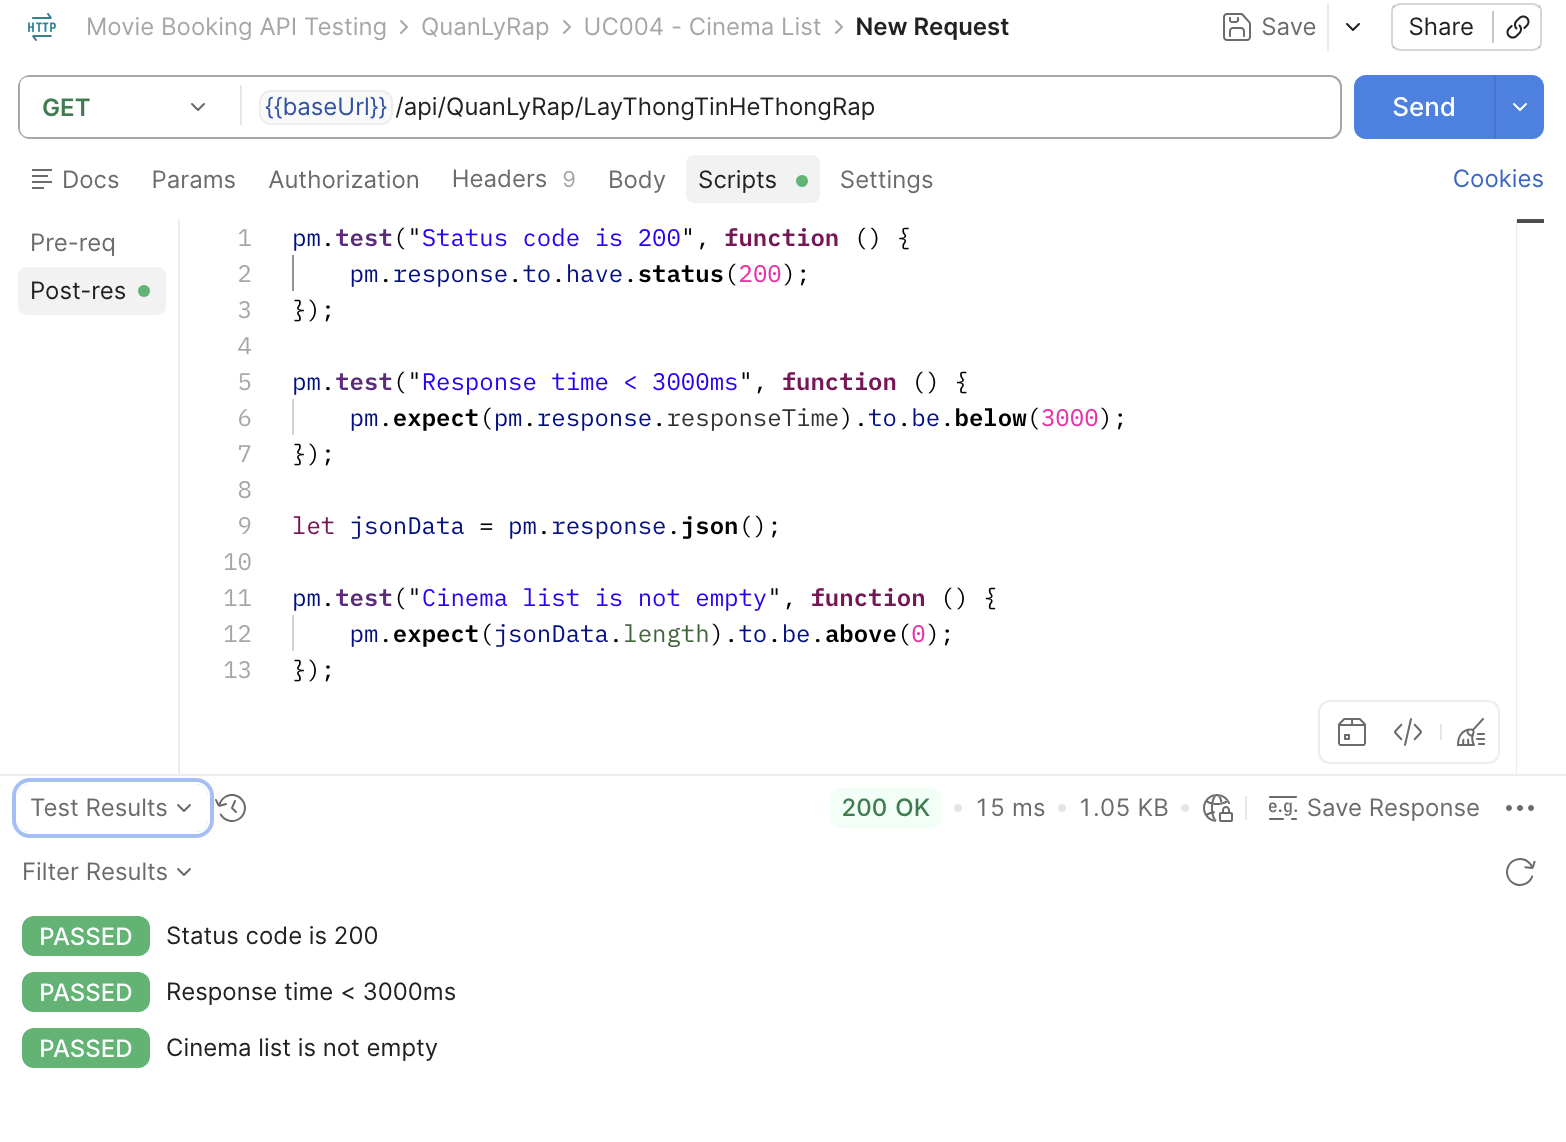 HTTP Movie Booking API Testing > QuanLyRap > UC004 - Cinema List > New Request Save Share
GET {{baseUrl}}/api/QuanLyRap/LayThongTinHeThongRap Send
Docs Params Authorization Headers 9 Body Scripts Settings Cookies
Pre-req
Post-res
1 pm.test("Status code is 200", function () {
2     pm.response.to.have.status(200);
3 });
4
5 pm.test("Response time < 3000ms", function () {
6     pm.expect(pm.response.responseTime).to.be.below(3000);
7 });
8
9 let jsonData = pm.response.json();
10
11 pm.test("Cinema list is not empty", function () {
12     pm.expect(jsonData.length).to.be.above(0);
13 });
Test Results 200 OK • 15 ms • 1.05 KB • e.g. Save Response
Filter Results
PASSED Status code is 200
PASSED Response time < 3000ms
PASSED Cinema list is not empty